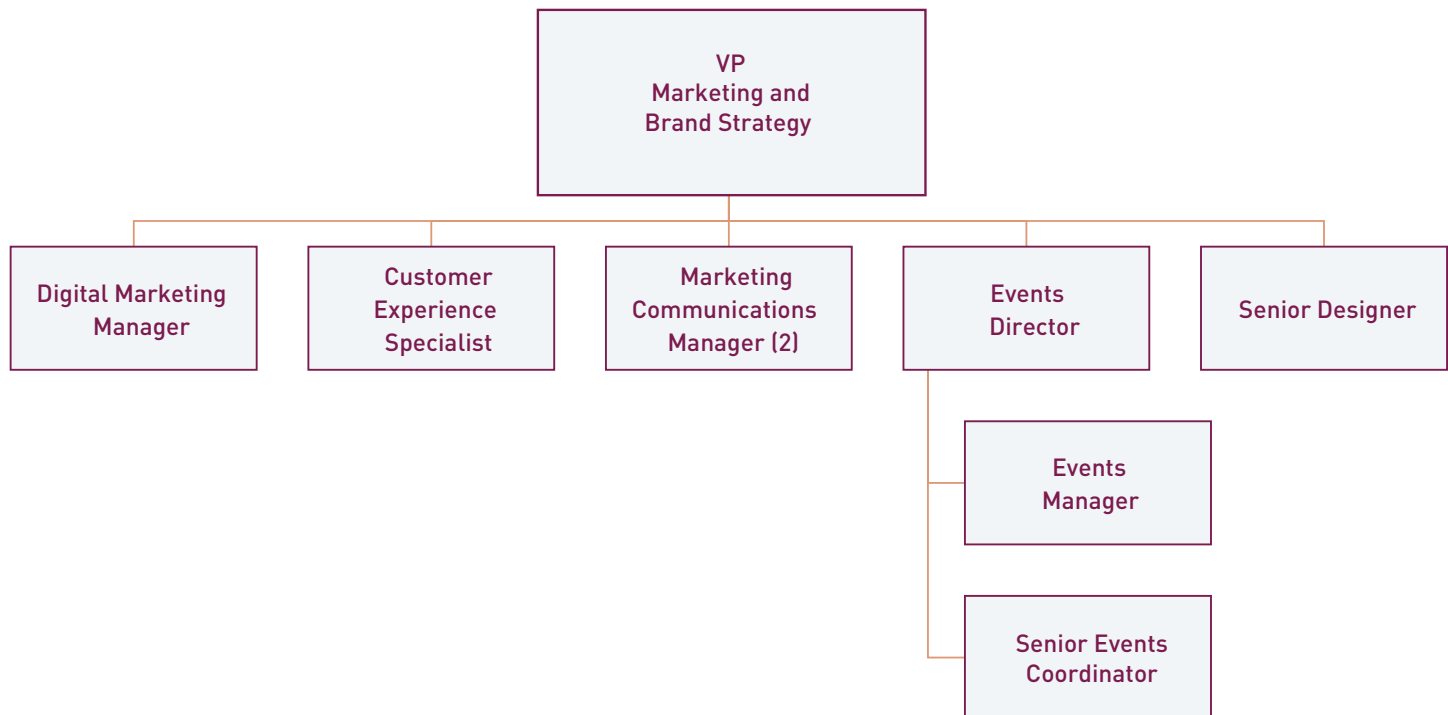 VP
Marketing and
Brand Strategy
Digital Marketing
Manager
Customer
Experience
Specialist
Marketing
Communications
Manager (2)
Events
Director
Senior Designer
Events
Manager
Senior Events
Coordinator